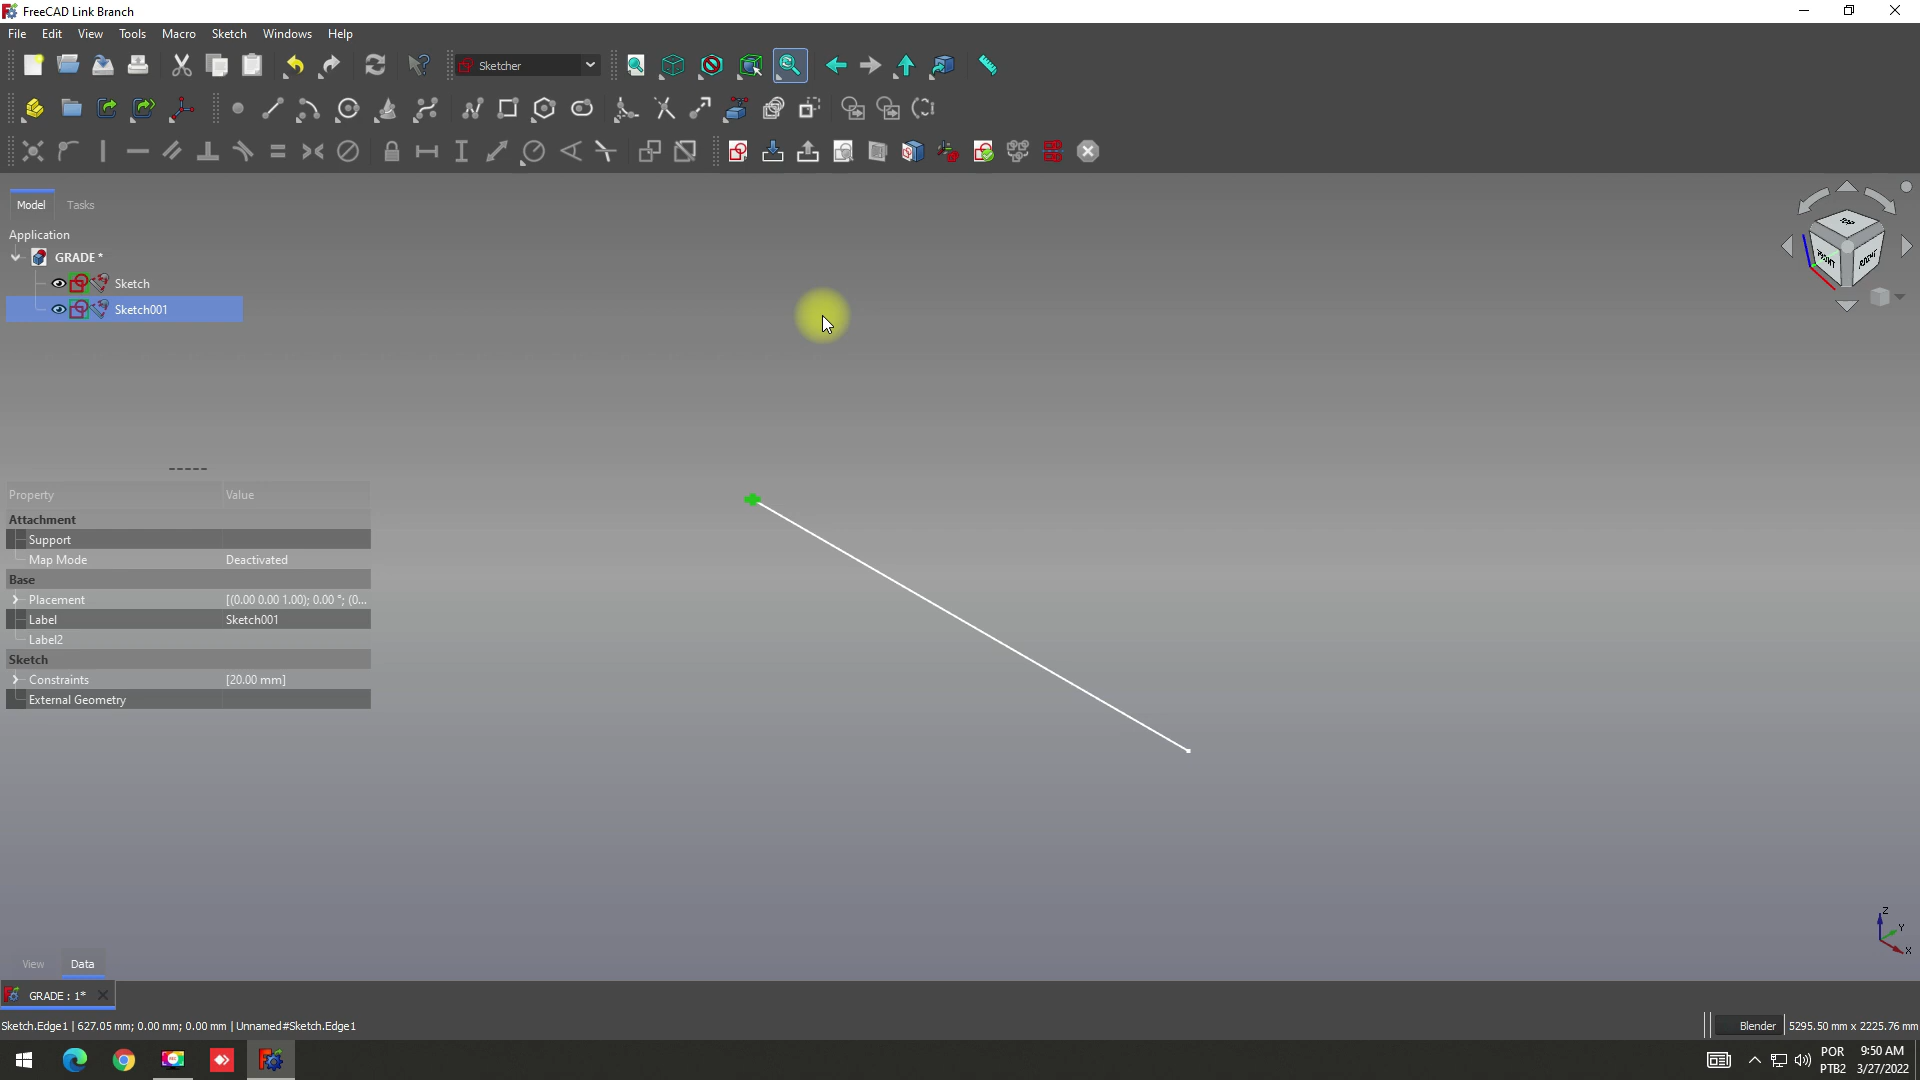 FreeCAD Link Branch
File Edit View Tools Macro Sketch Windows Help
Sketcher
Model Tasks
Application
GRADE *
Sketch
Sketch001
TOP
FRONT
RIGHT
Property Value
Attachment
Support
Map Mode Deactivated
Base
Placement [(0.00 0.00 1.00); 0.00 °; (0...
Label Sketch001
Label2
Sketch
Constraints [20.00 mm]
External Geometry
Z
Y
X
View Data
GRADE : 1*
Sketch.Edge1 | 627.05 mm; 0.00 mm; 0.00 mm | Unnamed#Sketch.Edge1
Blender 5295.50 mm x 2225.76 mm
POR 9:50 AM
PTB2 3/27/2022